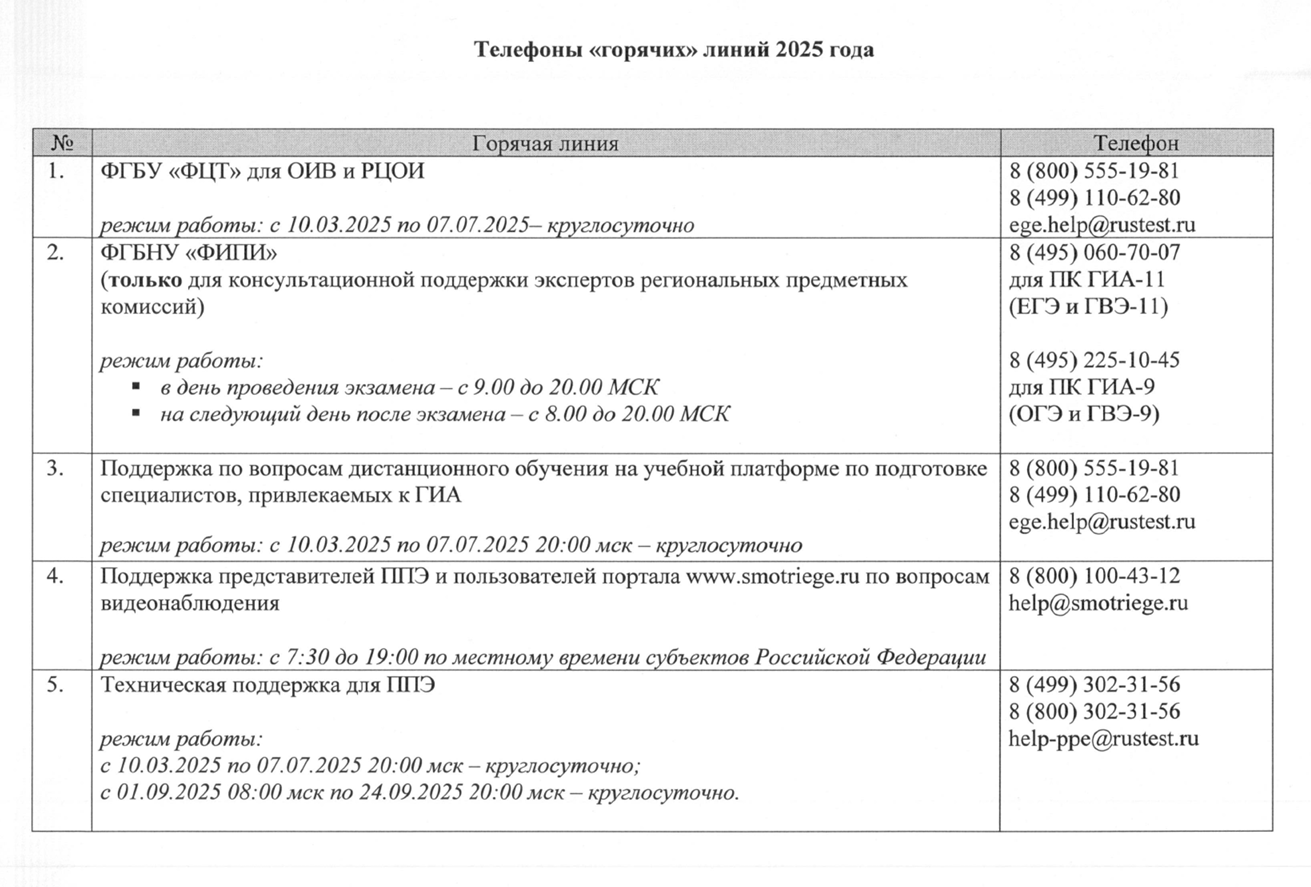 Телефоны «горячих» линий 2025 года
№
Горячая линия
Телефон
1.
ФГБУ «ФЦТ» для ОИВ и РЦОИ
режим работы: с 10.03.2025 по 07.07.2025– круглосуточно
8 (800) 555-19-81
8 (499) 110-62-80
ege.help@rustest.ru
2.
ФГБНУ «ФИПИ»
(только для консультационной поддержки экспертов региональных предметных
комиссий)
режим работы:
▪ в день проведения экзамена – с 9.00 до 20.00 МСК
▪ на следующий день после экзамена – с 8.00 до 20.00 МСК
8 (495) 060-70-07
для ПК ГИА-11
(ЕГЭ и ГВЭ-11)
8 (495) 225-10-45
для ПК ГИА-9
(ОГЭ и ГВЭ-9)
3.
Поддержка по вопросам дистанционного обучения на учебной платформе по подготовке
специалистов, привлекаемых к ГИА
режим работы: с 10.03.2025 по 07.07.2025 20:00 мск – круглосуточно
8 (800) 555-19-81
8 (499) 110-62-80
ege.help@rustest.ru
4.
Поддержка представителей ППЭ и пользователей портала www.smotriege.ru по вопросам
видеонаблюдения
режим работы: с 7:30 до 19:00 по местному времени субъектов Российской Федерации
8 (800) 100-43-12
help@smotriege.ru
5.
Техническая поддержка для ППЭ
режим работы:
с 10.03.2025 по 07.07.2025 20:00 мск – круглосуточно;
с 01.09.2025 08:00 мск по 24.09.2025 20:00 мск – круглосуточно.
8 (499) 302-31-56
8 (800) 302-31-56
help-ppe@rustest.ru